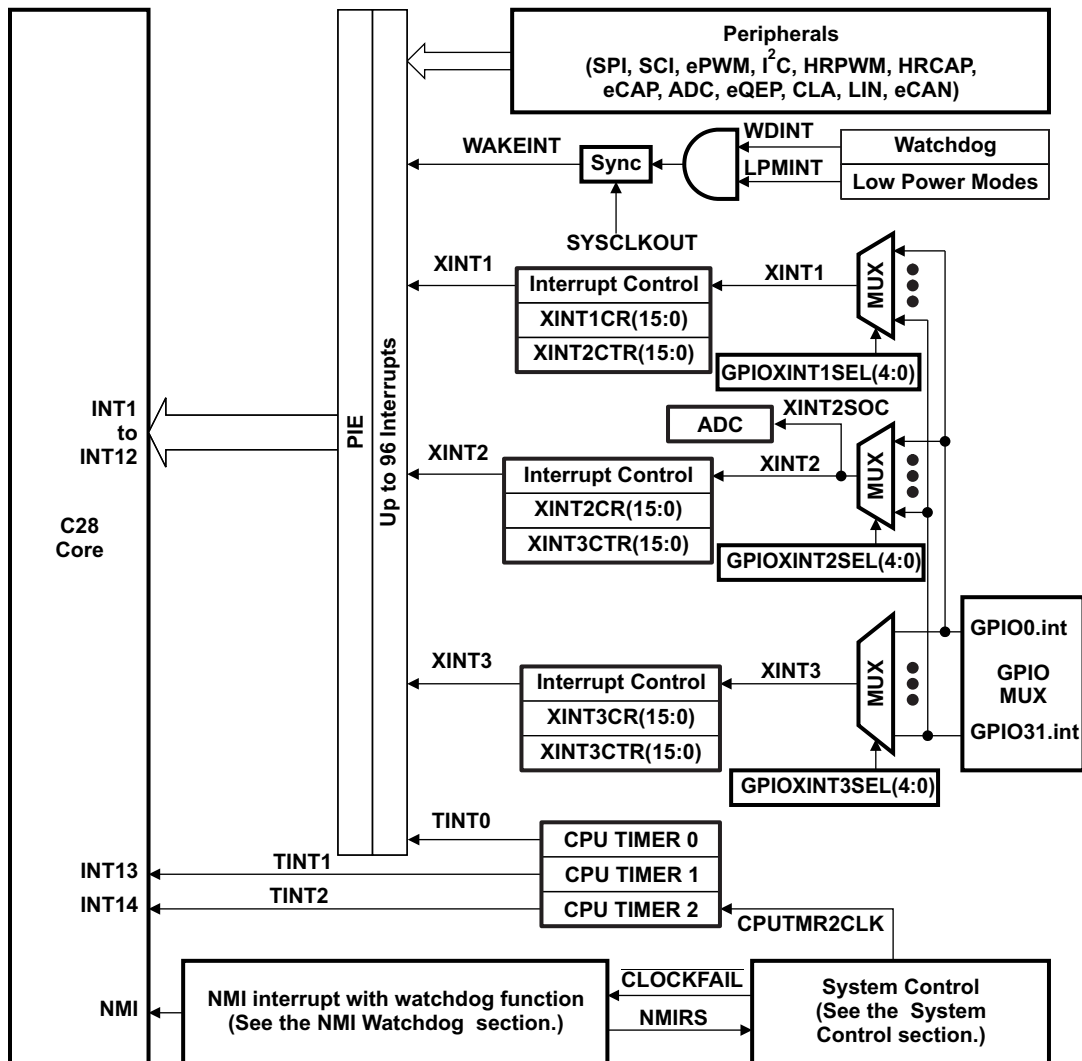 Peripherals
(SPI, SCI, ePWM, I²C, HRPWM, HRCAP,
eCAP, ADC, eQEP, CLA, LIN, eCAN)
WDINT
WAKEINT
Sync
Watchdog
LPMINT
Low Power Modes
SYSCLKOUT
XINT1
Interrupt Control
XINT1CR(15:0)
XINT2CTR(15:0)
XINT1
MUX
GPIOXINT1SEL(4:0)
INT1
to
INT12
C28
Core
PIE
Up to 96 Interrupts
XINT2SOC
ADC
XINT2
Interrupt Control
XINT2CR(15:0)
XINT3CTR(15:0)
XINT2
MUX
GPIOXINT2SEL(4:0)
GPIO0.int
GPIO
MUX
GPIO31.int
XINT3
Interrupt Control
XINT3CR(15:0)
XINT3CTR(15:0)
XINT3
MUX
GPIOXINT3SEL(4:0)
TINT0
CPU TIMER 0
INT13
TINT1
CPU TIMER 1
INT14
TINT2
CPU TIMER 2
CPUTMR2CLK
NMI
NMI interrupt with watchdog function
(See the NMI Watchdog section.)
CLOCKFAIL
NMIRS
System Control
(See the System
Control section.)